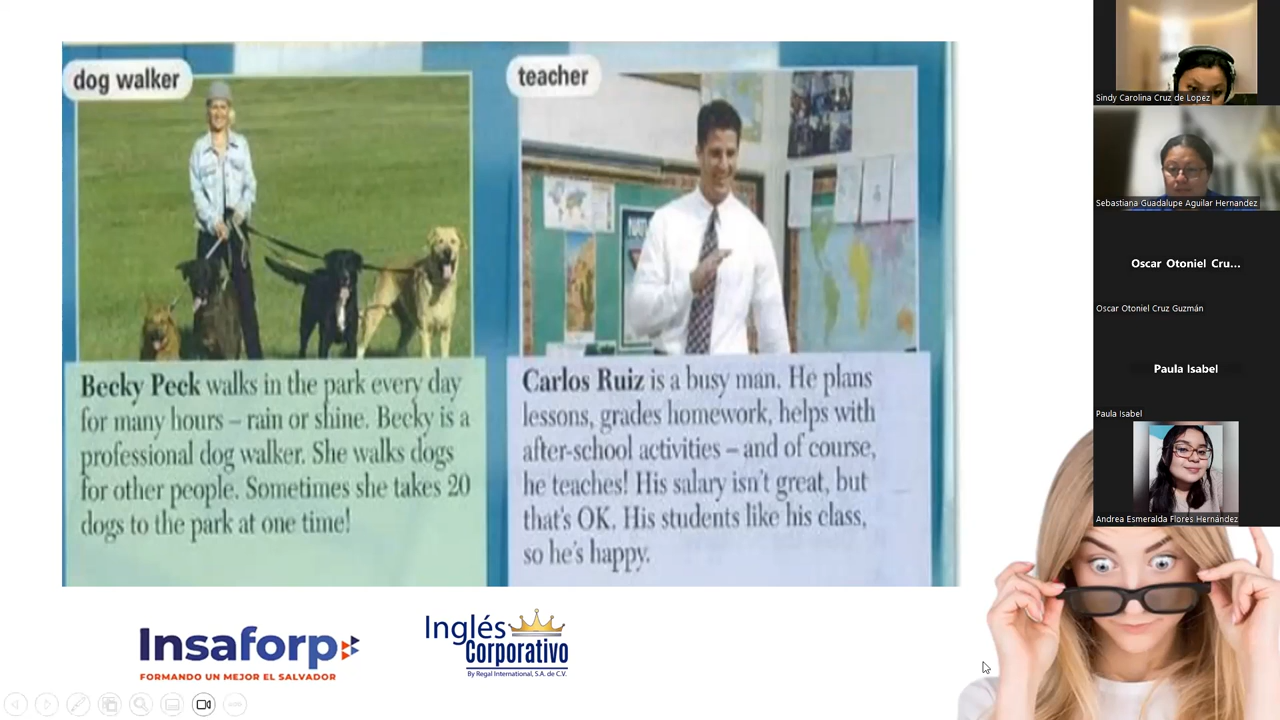 dog walker
Becky Peck walks in the park every day
for many hours – rain or shine. Becky is a
professional dog walker. She walks dogs
for other people. Sometimes she takes 20
dogs to the park at one time!
teacher
Carlos Ruiz is a busy man. He plans
lessons, grades homework, helps with
after-school activities – and of course,
he teaches! His salary isn't great, but
that's OK. His students like his class,
so he's happy.
Insaforp
FORMANDO UN MEJOR EL SALVADOR
Inglés
Corporativo
By Regal International, S.A. de C.V.
Sindy Carolina Cruz de Lopez
Sebastiana Guadalupe Aguilar Hernandez
Oscar Otoniel Cru...
Oscar Otoniel Cruz Guzmán
Paula Isabel
Paula Isabel
Andrea Esmeralda Flores Hernández